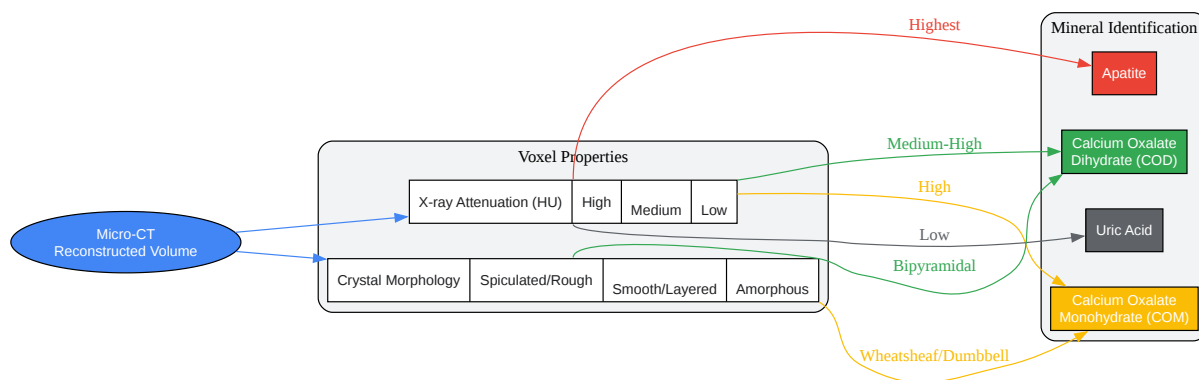 Micro-CT
Reconstructed Volume
Voxel Properties
X-ray Attenuation (HU)
High
Medium
Low
Crystal Morphology
Spiculated/Rough
Smooth/Layered
Amorphous
Highest
Medium-High
High
Low
Bipyramidal
Wheatsheaf/Dumbbell
Mineral Identification
Apatite
Calcium Oxalate
Dihydrate (COD)
Uric Acid
Calcium Oxalate
Monohydrate (COM)